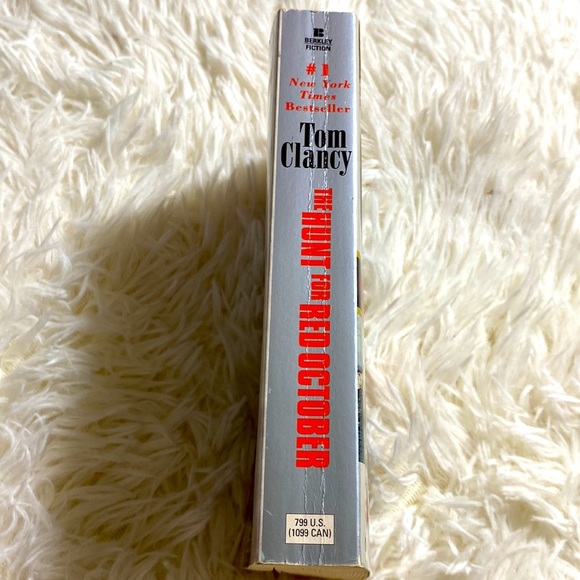 B
BERKLEY
FICTION
#1
New York
Times
Bestseller
Tom
Clancy
THE HUNT FOR RED OCTOBER
799 U.S.
(1099 CAN)